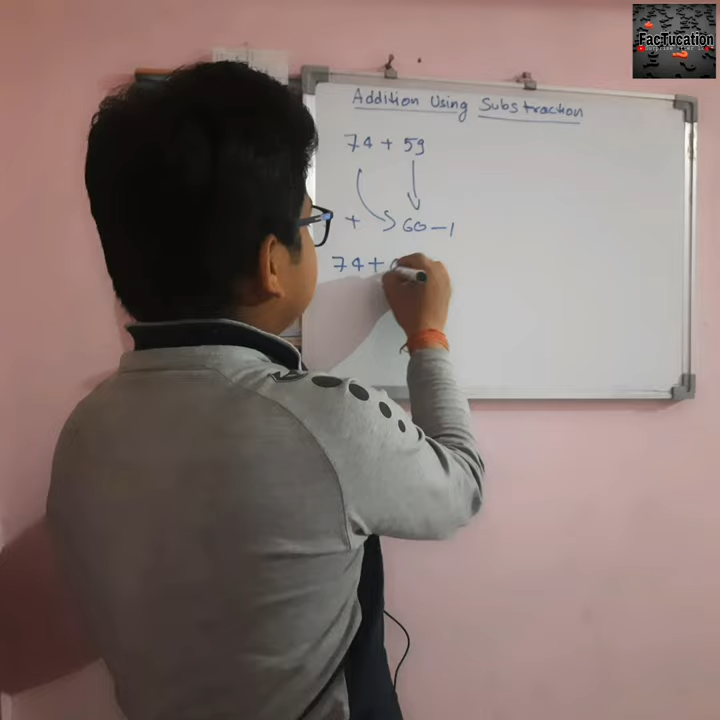 FacTucation
Addition Using Substraction
74 + 59
+ 60-1
74+